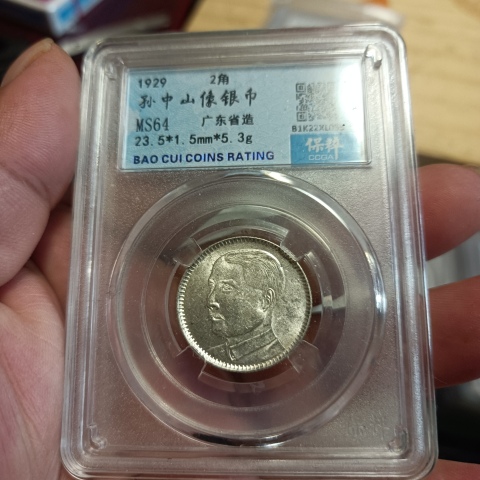 1929 2角
孙中山像银币
MS64 广东省造
23.5*1.5mm*5.3g
BAO CUI COINS RATING
保粹